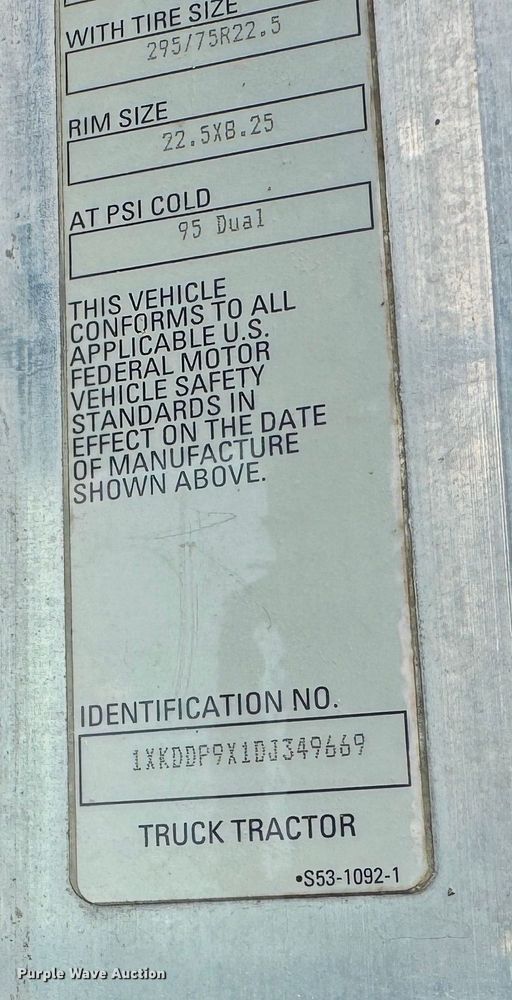 WITH TIRE SIZE
295/75R22.5
RIM SIZE
22.5X8.25
AT PSI COLD
95 Dual
THIS VEHICLE
CONFORMS TO ALL
APPLICABLE U.S.
FEDERAL MOTOR
VEHICLE SAFETY
STANDARDS IN
EFFECT ON THE DATE
OF MANUFACTURE
SHOWN ABOVE.
IDENTIFICATION NO.
1XKDDP9X1DJ349669
TRUCK TRACTOR
•S53-1092-1
Purple Wave Auction